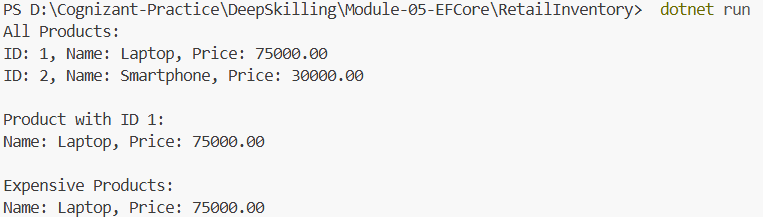 PS D:\Cognizant-Practice\DeepSkilling\Module-05-EFCore\RetailInventory>  dotnet run
All Products:
ID: 1, Name: Laptop, Price: 75000.00
ID: 2, Name: Smartphone, Price: 30000.00

Product with ID 1:
Name: Laptop, Price: 75000.00

Expensive Products:
Name: Laptop, Price: 75000.00